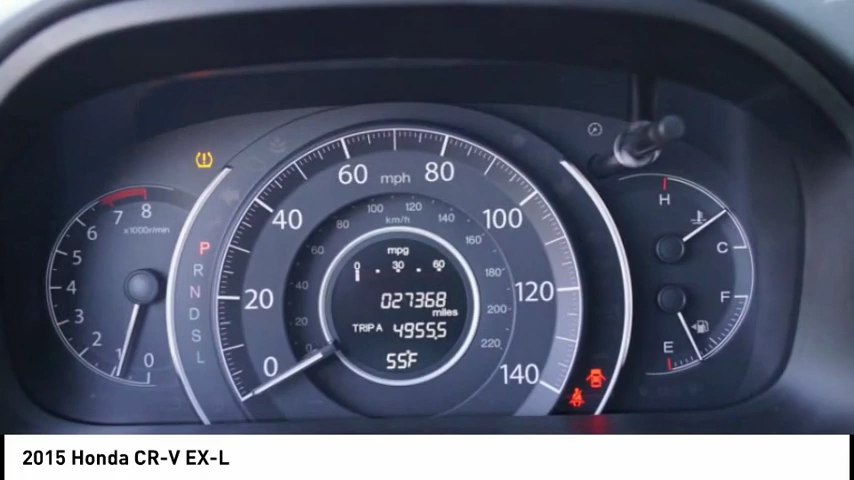 60 mph 80
40
100
20
120
0
140
100 120
80 km/h 140
60
160
40
180
20
200
0
220
8
7
6
x1000r/min
5
4
3
2
1
0
P
R
N
D
S
L
mpg
0 30 60
027368
miles
TRIP A 4955.5
55°F
H
C
F
E
2015 Honda CR-V EX-L